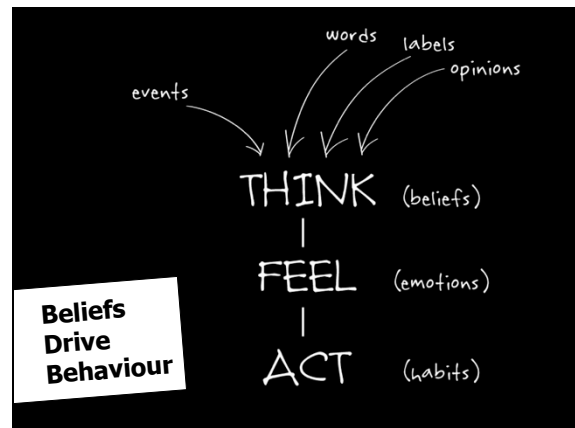 words
labels
opinions
events
THINK (beliefs)
FEEL (emotions)
ACT (habits)
Beliefs
Drive
Behaviour